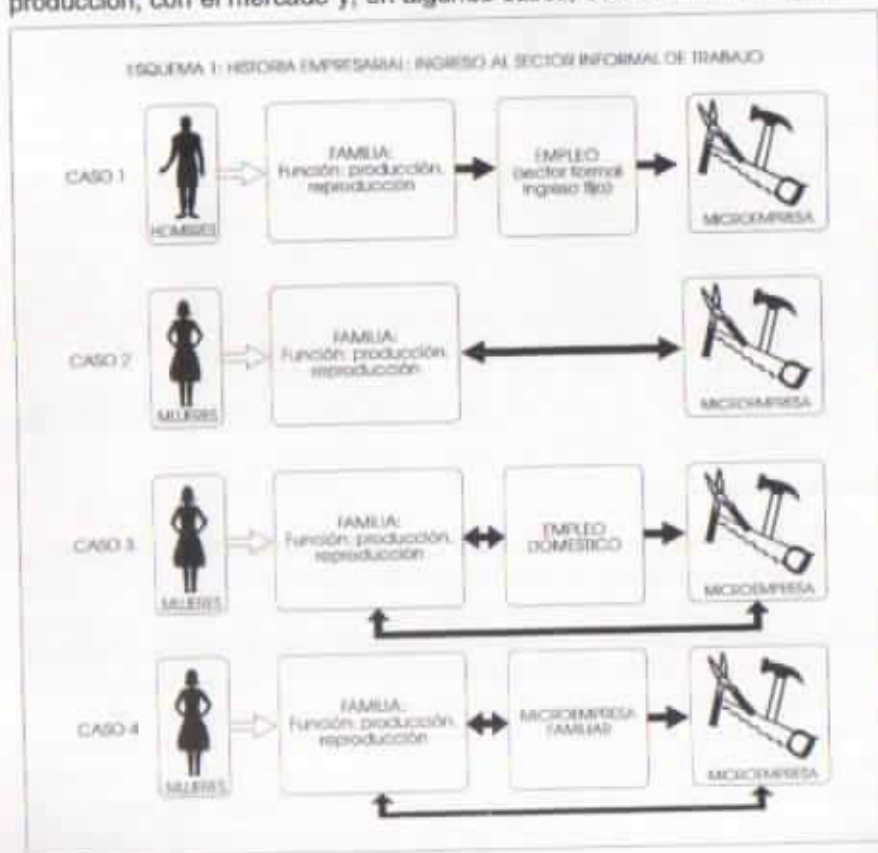 producción, con el mercado y, en algunos casos,
ESQUEMA 1: HISTORIA EMPRESARIAL: INGRESO AL SECTOR INFORMAL DE TRABAJO
CASO 1
HOMBRES
FAMILIA:
Función: producción,
reproducción
EMPLEO
(sector formal
ingreso fijo)
MICROEMPRESA
CASO 2
MUJERES
FAMILIA:
Función: producción,
reproducción
MICROEMPRESA
CASO 3
MUJERES
FAMILIA:
Función: producción,
reproducción
EMPLEO
DOMESTICO
MICROEMPRESA
CASO 4
MUJERES
FAMILIA:
Función: producción,
reproducción
MICROEMPRESA
FAMILIAR
MICROEMPRESA